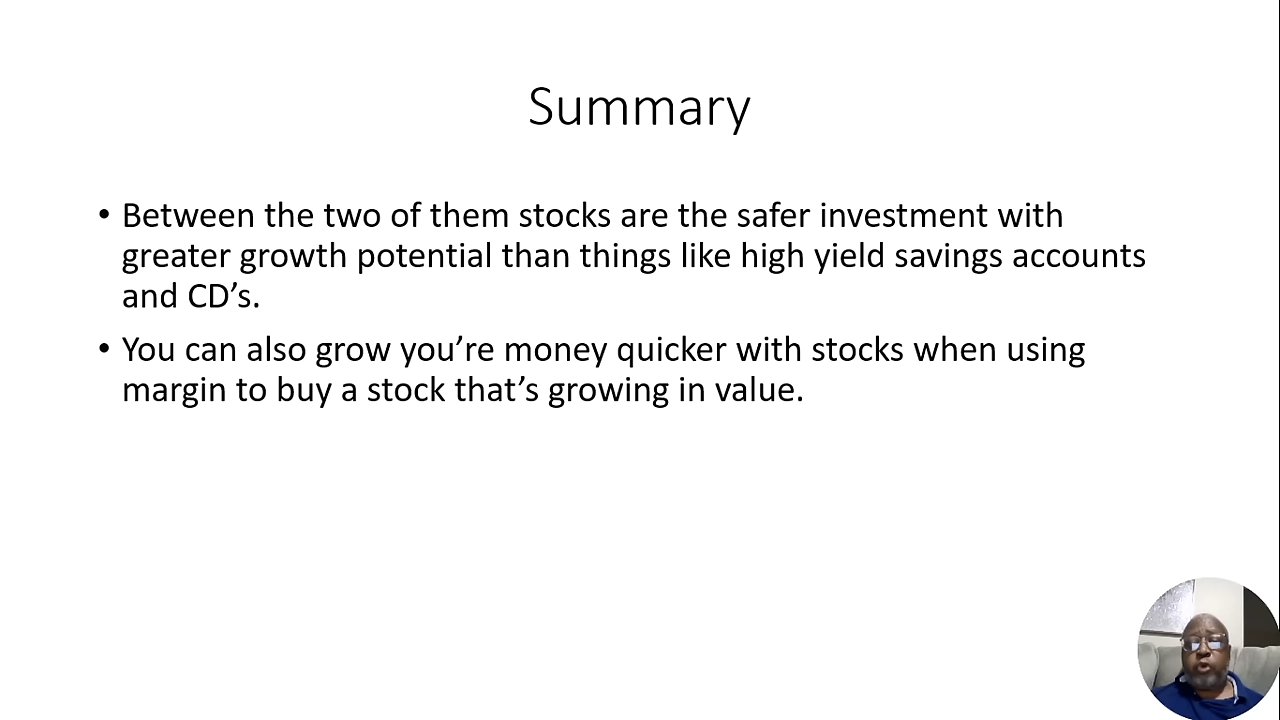 Summary
• Between the two of them stocks are the safer investment with
greater growth potential than things like high yield savings accounts
and CD’s.
• You can also grow you’re money quicker with stocks when using
margin to buy a stock that’s growing in value.